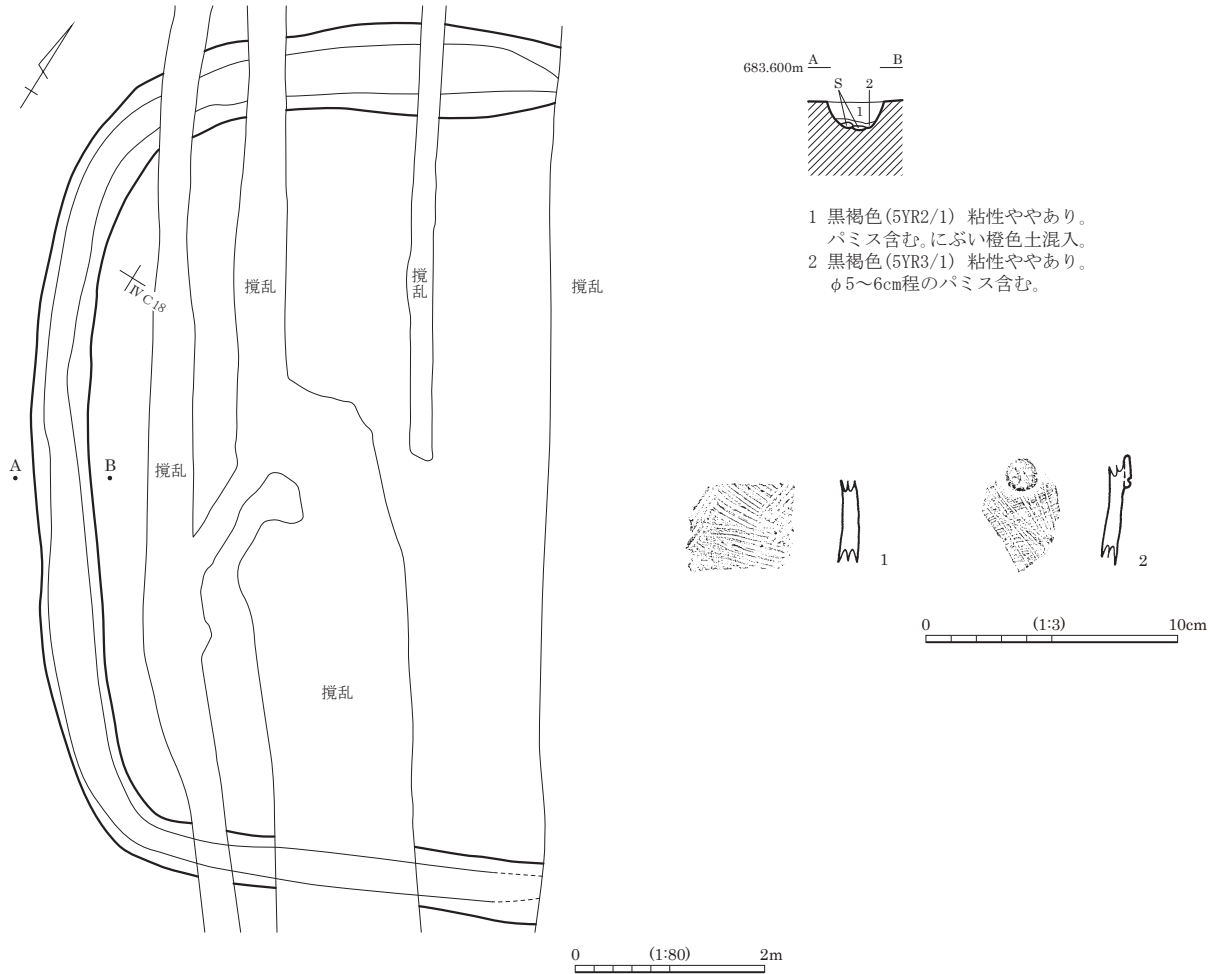 683.600m A B
S 2
1
1 黒褐色(5YR2/1) 粘性ややあり。
パミス含む。にぶい橙色土混入。
2 黒褐色(5YR3/1) 粘性ややあり。
φ5～6cm程のパミス含む。
撹乱
撹乱
撹乱
ⅣC18
A
B
撹乱
1
2
0 (1:3) 10cm
撹乱
0 (1:80) 2m